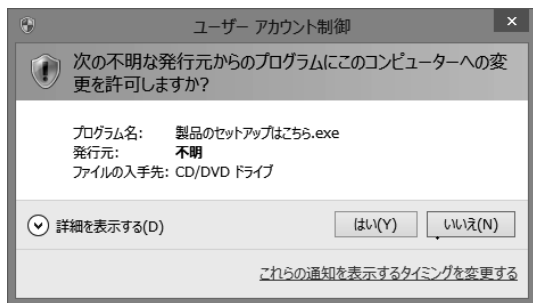 ユーザー アカウント制御
次の不明な発行元からのプログラムにこのコンピューターへの変
更を許可しますか?
プログラム名: 製品のセットアップはこちら.exe
発行元: 不明
ファイルの入手先: CD/DVD ドライブ
詳細を表示する(D)
はい(Y)
いいえ(N)
これらの通知を表示するタイミングを変更する